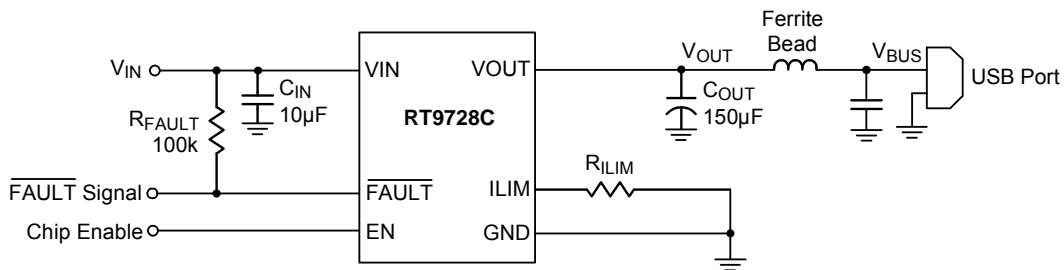 Ferrite
Bead
VIN
VIN
VOUT
VOUT
VBUS
USB Port
CIN
10µF
COUT
150µF
RFAULT
100k
RT9728C
RILIM
FAULT Signal
FAULT
ILIM
Chip Enable
EN
GND